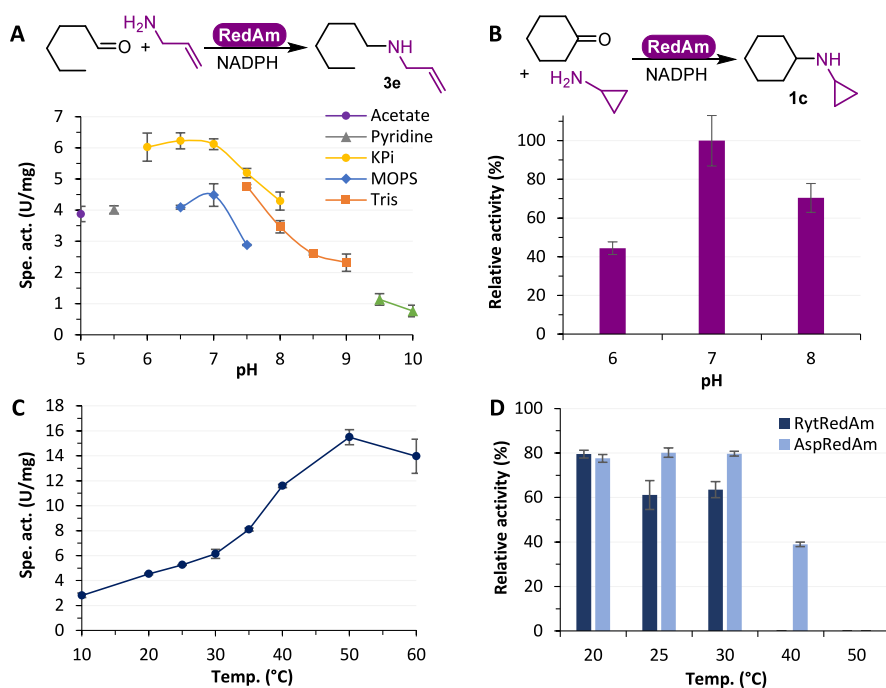 A
H₂N
O
+
RedAm
NADPH
NH
3e
7
6
5
4
3
2
1
0
Spe. act. (U/mg)
Acetate
Pyridine
KPi
MOPS
Tris
5 6 7 8 9 10
pH
B
O
+
H₂N
RedAm
NADPH
NH
1c
100
80
60
40
20
0
Relative activity (%)
6 7 8
pH
C
18
16
14
12
10
8
6
4
2
0
Spe. act. (U/mg)
10 20 30 40 50 60
Temp. (°C)
D
100
80
60
40
20
0
Relative activity (%)
RytRedAm
AspRedAm
20 25 30 40 50
Temp. (°C)